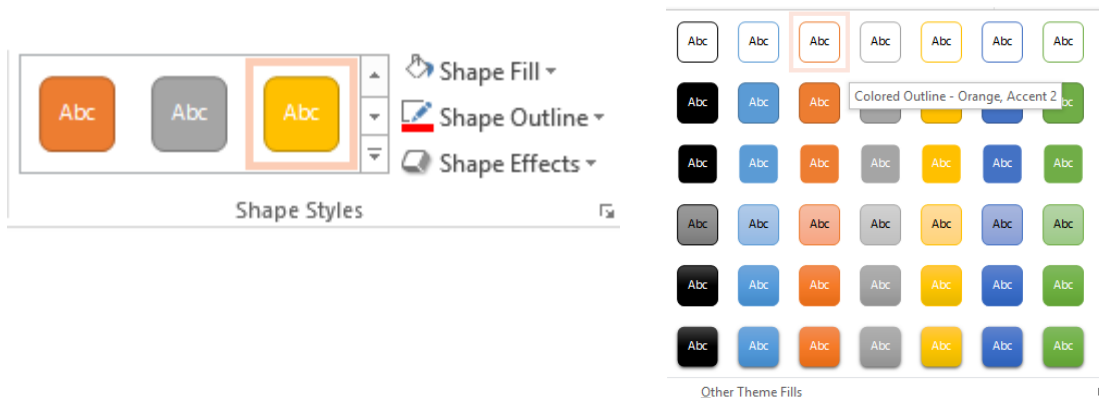 Abc Abc Abc
Shape Fill
Shape Outline
Shape Effects
Shape Styles
Abc Abc Abc Abc Abc Abc Abc
Colored Outline - Orange, Accent 2
Abc Abc Abc bc
Abc Abc Abc Abc Abc Abc Abc
Abc Abc Abc Abc Abc Abc Abc
Abc Abc Abc Abc Abc Abc Abc
Abc Abc Abc Abc Abc Abc Abc
Other Theme Fills